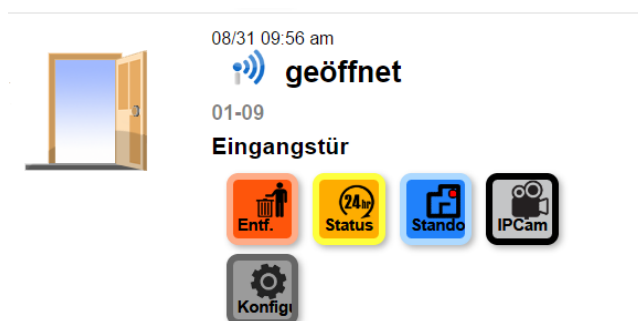 08/31 09:56 am
geöffnet
01-09
Eingangstür
24hr
Entf. Status Stando IPCam
Konfigu